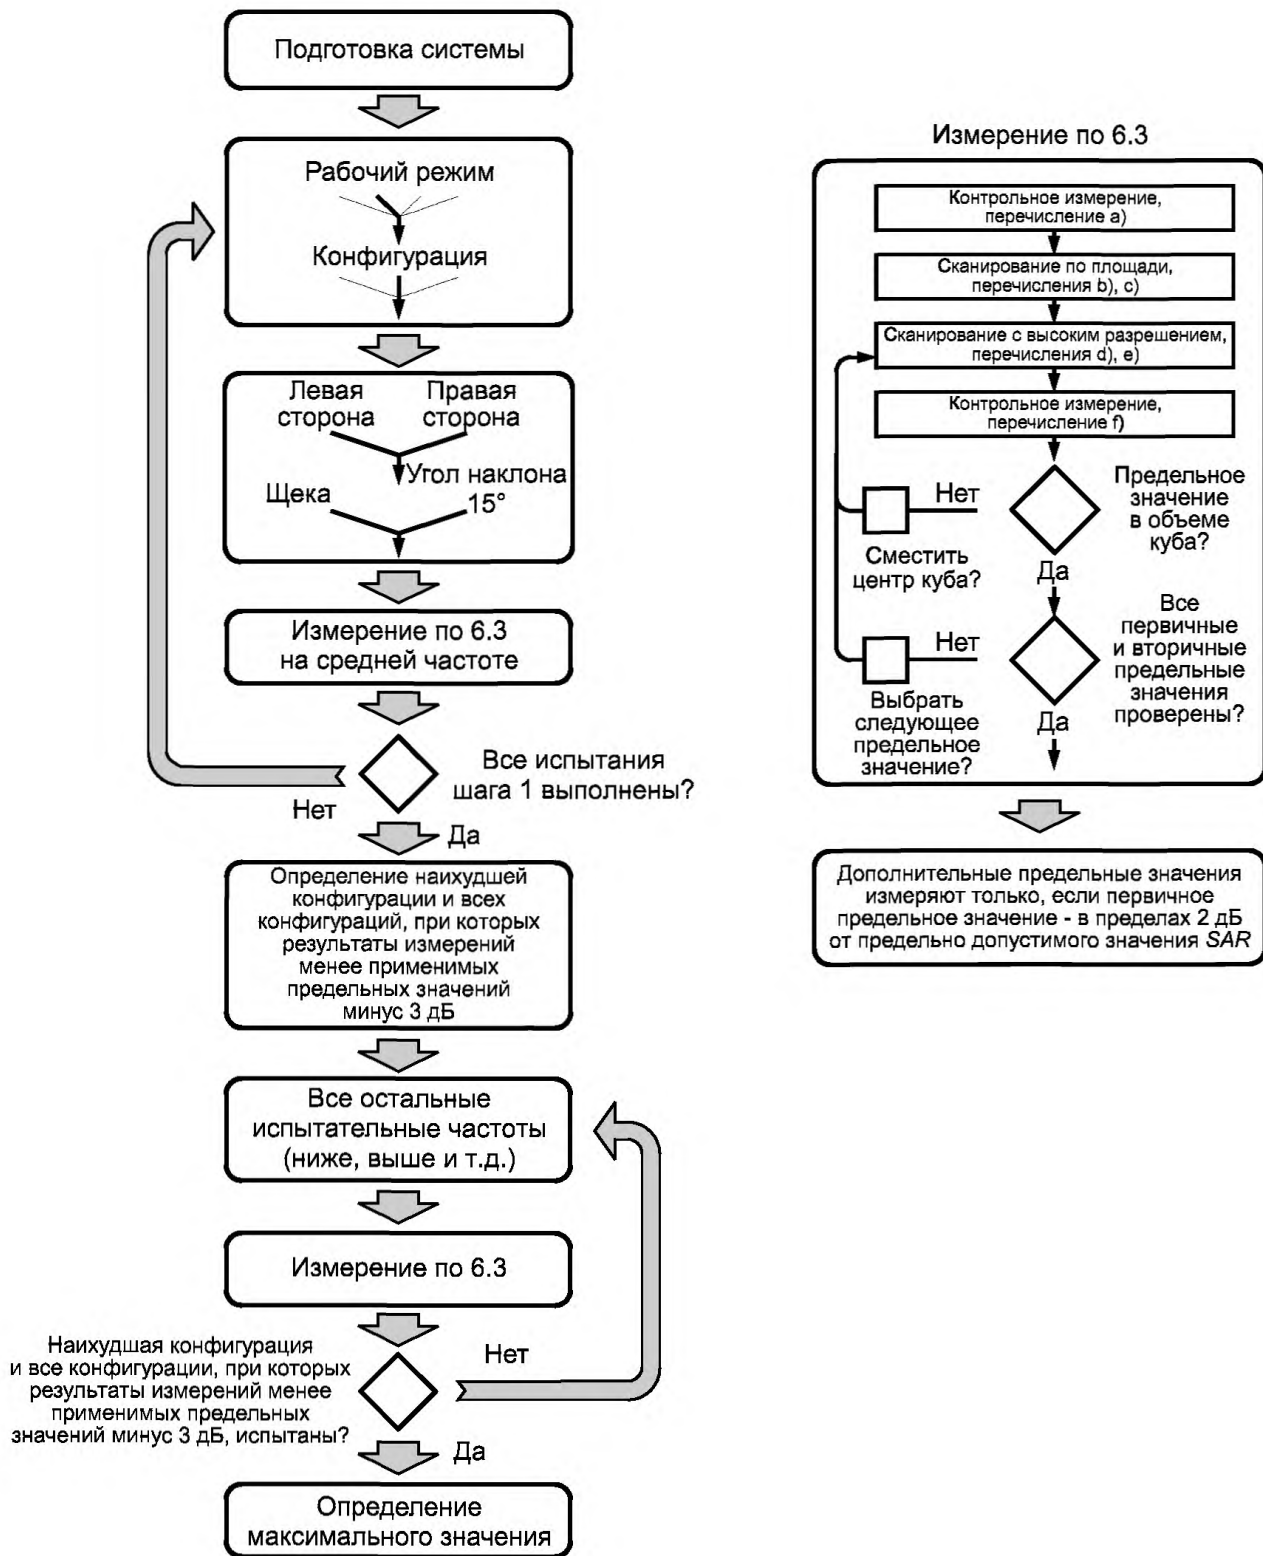 Подготовка системы
Рабочий режим
Конфигурация
Левая
сторона
Правая
сторона
Щека
Угол наклона
15°
Измерение по 6.3
на средней частоте
Все испытания
шага 1 выполнены?
Нет
Да
Определение наихудшей
конфигурации и всех
конфигураций, при которых
результаты измерений
менее применимых
предельных значений
минус 3 дБ
Все остальные
испытательные частоты
(ниже, выше и т.д.)
Измерение по 6.3
Наихудшая конфигурация
и все конфигурации, при которых
результаты измерений менее
применимых предельных
значений минус 3 дБ, испытаны?
Нет
Да
Определение
максимального значения
Измерение по 6.3
Контрольное измерение,
перечисление a)
Сканирование по площади,
перечисления b), c)
Сканирование с высоким разрешением,
перечисления d), e)
Контрольное измерение,
перечисление f)
Нет
Предельное
значение
в объеме
куба?
Сместить
центр куба?
Да
Нет
Все
первичные
и вторичные
предельные
значения
проверены?
Выбрать
следующее
предельное
значение?
Да
Дополнительные предельные значения
измеряют только, если первичное
предельное значение - в пределах 2 дБ
от предельно допустимого значения SAR